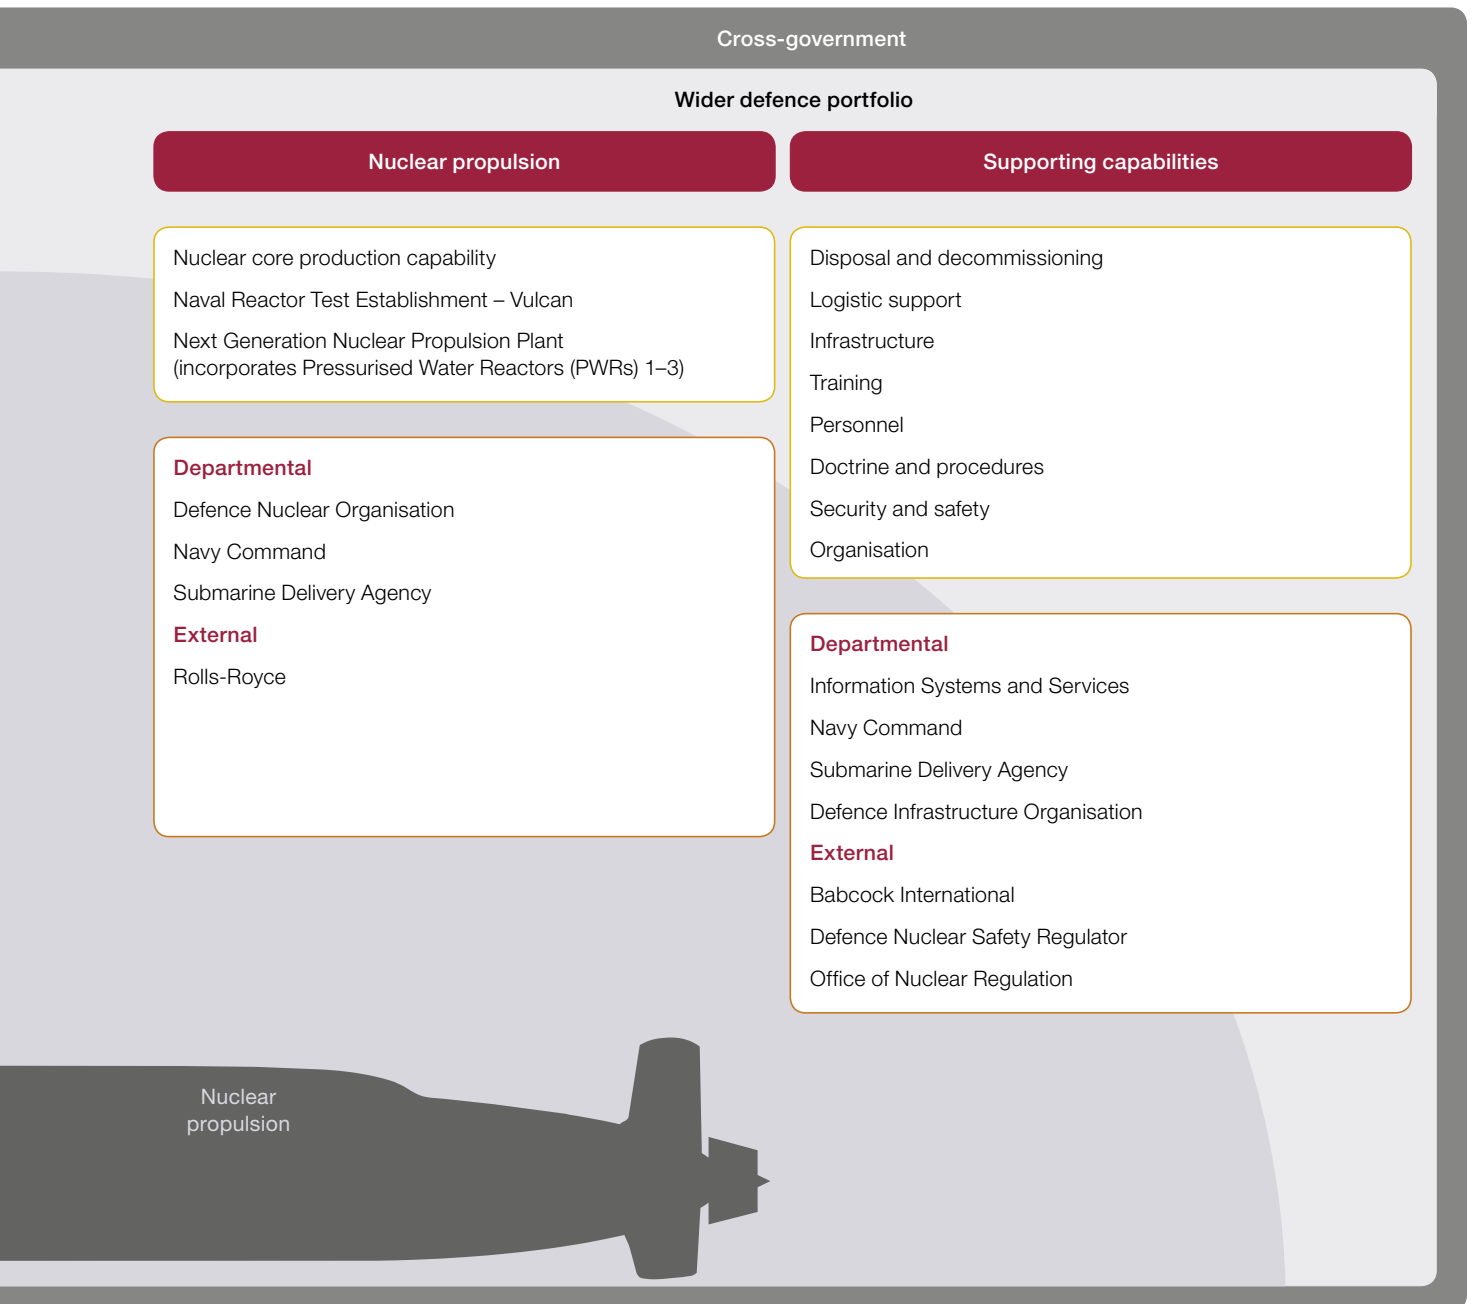 Cross-government
Wider defence portfolio
Nuclear propulsion
Nuclear core production capability
Naval Reactor Test Establishment – Vulcan
Next Generation Nuclear Propulsion Plant
(incorporates Pressurised Water Reactors (PWRs) 1–3)
Departmental
Defence Nuclear Organisation
Navy Command
Submarine Delivery Agency
External
Rolls-Royce
Supporting capabilities
Disposal and decommissioning
Logistic support
Infrastructure
Training
Personnel
Doctrine and procedures
Security and safety
Organisation
Departmental
Information Systems and Services
Navy Command
Submarine Delivery Agency
Defence Infrastructure Organisation
External
Babcock International
Defence Nuclear Safety Regulator
Office of Nuclear Regulation
Nuclear
propulsion